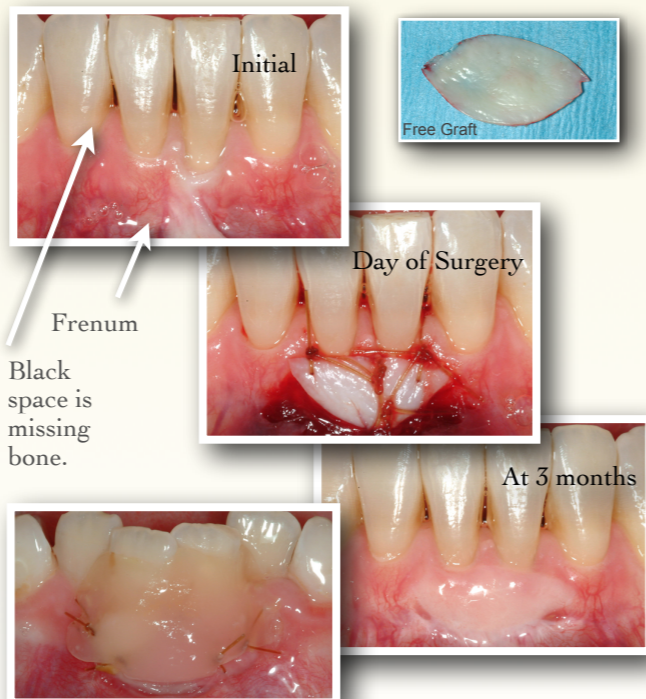 Initial
Free Graft
Day of Surgery
Frenum
Black
space is
missing
bone.
At 3 months